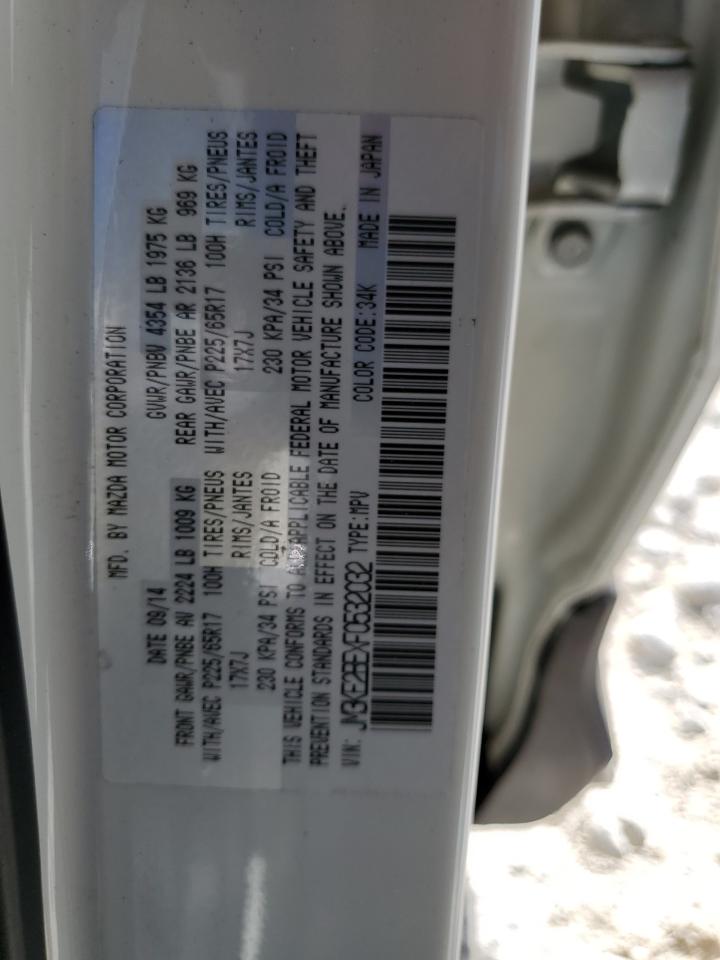 MFD. BY MAZDA MOTOR CORPORATION
DATE 09/14 GVWR/PNBV 4354 LB 1975 KG
FRONT GAWR/PNBE AV 2224 LB 1009 KG REAR GAWR/PNBE AR 2136 LB 969 KG
WITH/AVEC P225/65R17 100H TIRES/PNEUS WITH/AVEC P225/65R17 100H TIRES/PNEUS
17X7J RIMS/JANTES 17X7J RIMS/JANTES
230 KPA/34 PSI COLD/A FROID 230 KPA/34 PSI COLD/A FROID
THIS VEHICLE CONFORMS TO ALL APPLICABLE FEDERAL MOTOR VEHICLE SAFETY AND THEFT
PREVENTION STANDARDS IN EFFECT ON THE DATE OF MANUFACTURE SHOWN ABOVE.
VIN: JM3KE2BEXF0532032 TYPE:MPV COLOR CODE:34K MADE IN JAPAN